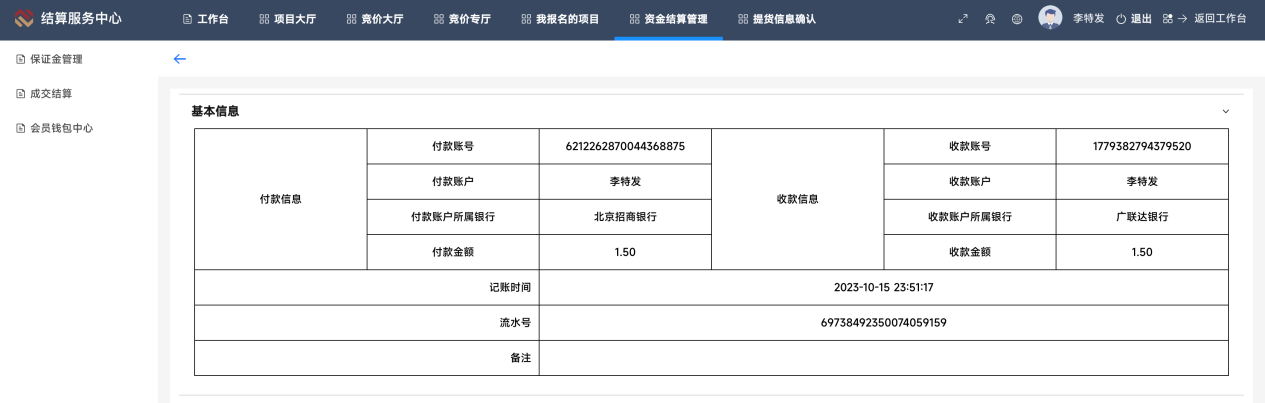 结算服务中心 工作台 项目大厅 竞价大厅 竞价专厅 我报名的项目 资金结算管理 提货信息确认 李特发 退出 返回工作台
保证金管理
成交结算
会员钱包中心
基本信息
付款信息 付款账号 6212262870044368875 收款信息 收款账号 1779382794379520
付款账户 李特发 收款账户 李特发
付款账户所属银行 北京招商银行 收款账户所属银行 广联达银行
付款金额 1.50 收款金额 1.50
记账时间 2023-10-15 23:51:17
流水号 69738492350074059159
备注